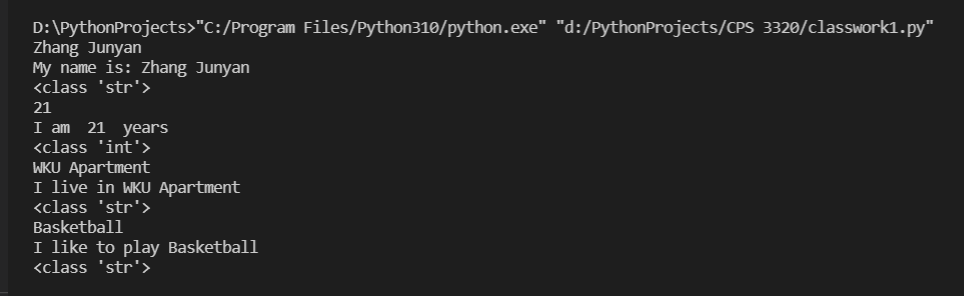 D:\PythonProjects>"C:/Program Files/Python310/python.exe" "d:/PythonProjects/CPS 3320/classwork1.py"
Zhang Junyan
My name is: Zhang Junyan
<class 'str'>
21
I am  21  years
<class 'int'>
WKU Apartment
I live in WKU Apartment
<class 'str'>
Basketball
I like to play Basketball
<class 'str'>